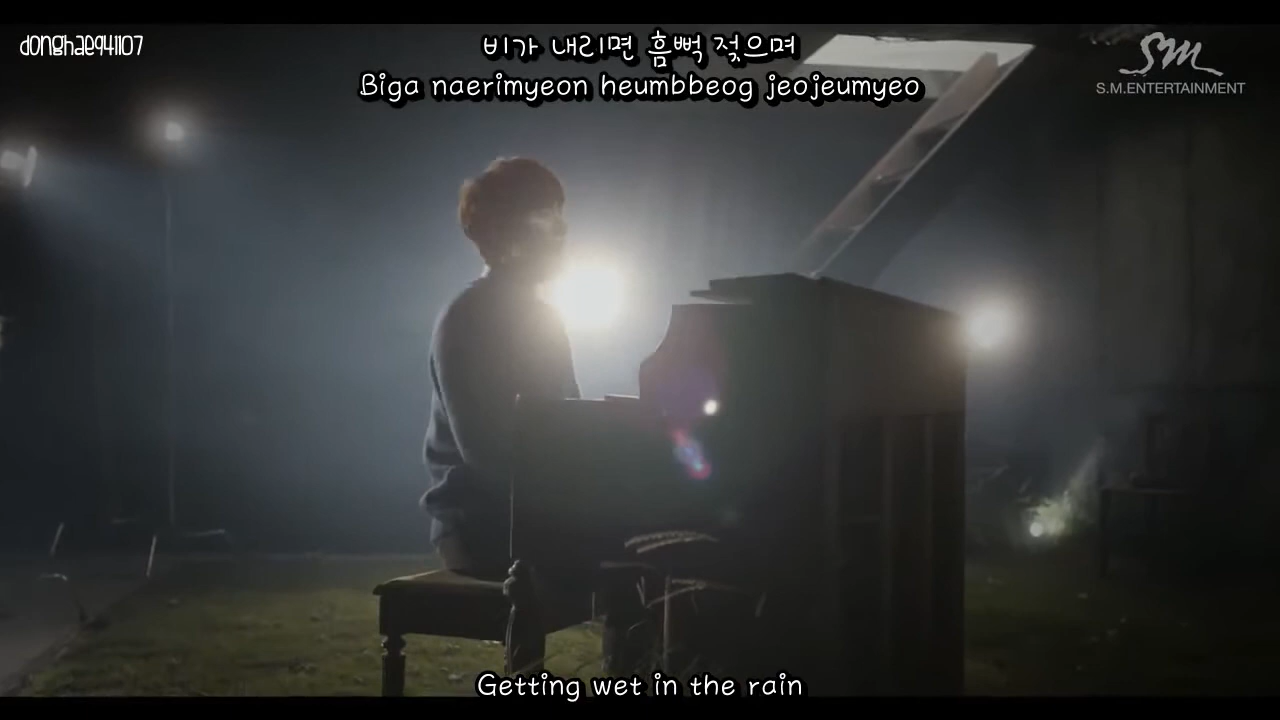 donghae941107
비가 내리면 흠뻑 젖으며
Biga naerimyeon heumbbeog jeojeumyeo
SM
S.M.ENTERTAINMENT
Getting wet in the rain